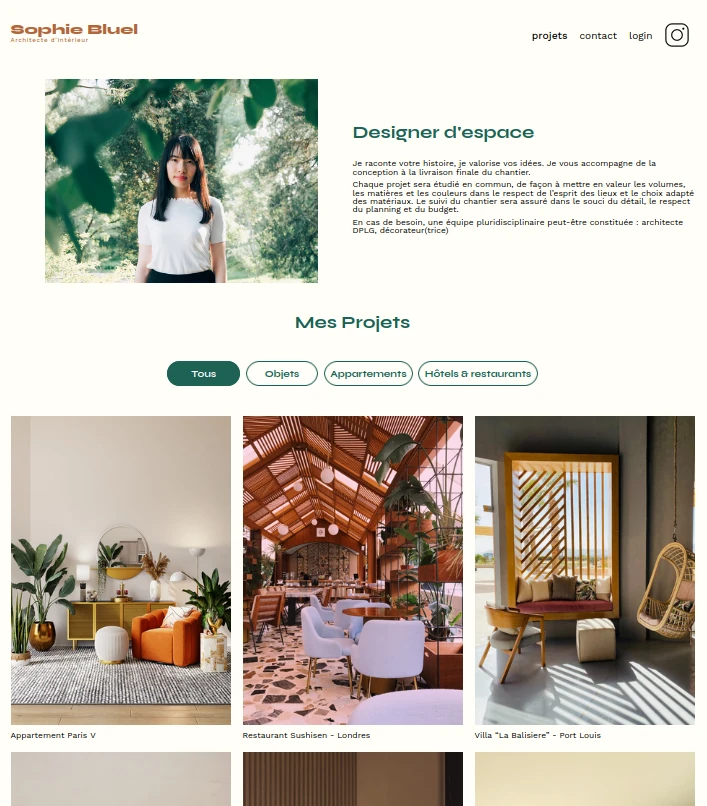 Sophie Bluel
Architecte d'intérieur
projets
contact
login
Designer d'espace
Je raconte votre histoire, je valorise vos idées. Je vous accompagne de la
conception à la livraison finale du chantier.
Chaque projet sera étudié en commun, de façon à mettre en valeur les volumes,
les matières et les couleurs dans le respect de l'esprit des lieux et le choix adapté
des matériaux. Le suivi du chantier sera assuré dans le souci du détail, le respect
du planning et du budget.
En cas de besoin, une équipe pluridisciplinaire peut-être constituée : architecte
DPLG, décorateur(trice)
Mes Projets
Tous
Objets
Appartements
Hôtels & restaurants
Appartement Paris V
Restaurant Sushisen - Londres
Villa “La Balisiere” - Port Louis